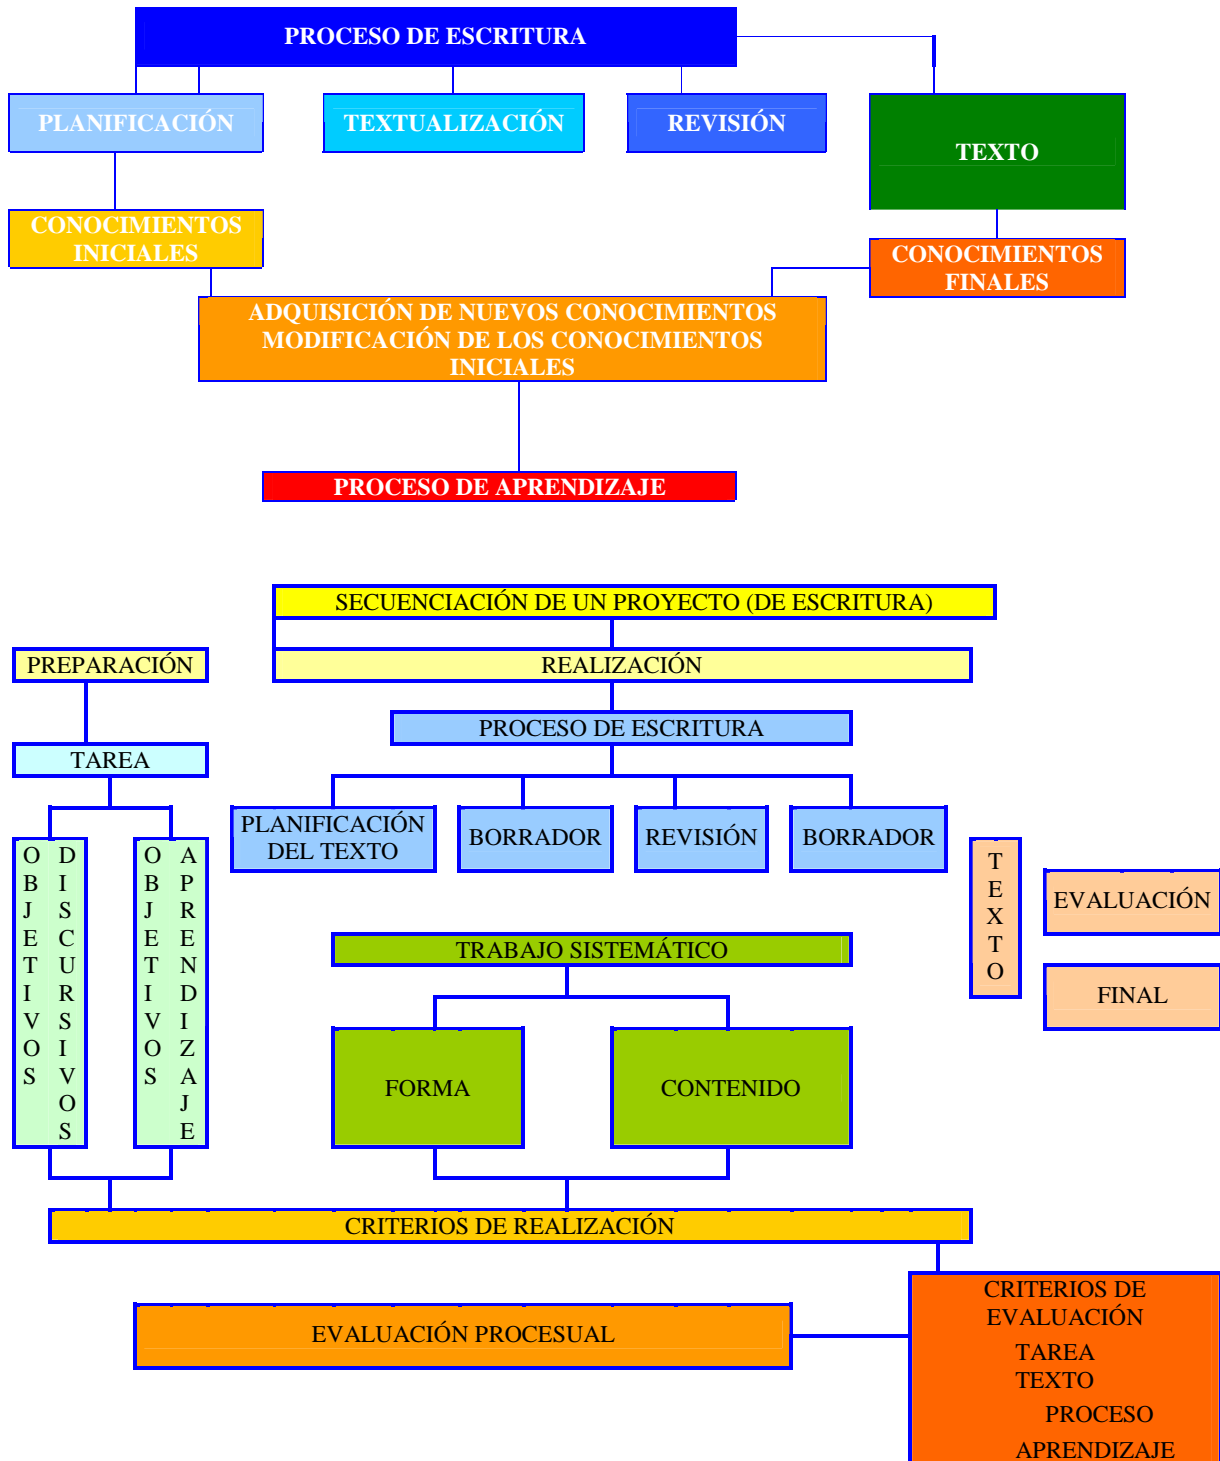 PROCESO DE ESCRITURA
PLANIFICACIÓN
TEXTUALIZACIÓN
REVISIÓN
TEXTO
CONOCIMIENTOS
INICIALES
CONOCIMIENTOS
FINALES
ADQUISICIÓN DE NUEVOS CONOCIMIENTOS
MODIFICACIÓN DE LOS CONOCIMIENTOS
INICIALES
PROCESO DE APRENDIZAJE
SECUENCIACIÓN DE UN PROYECTO (DE ESCRITURA)
PREPARACIÓN
REALIZACIÓN
PROCESO DE ESCRITURA
TAREA
PLANIFICACIÓN
DEL TEXTO
BORRADOR
REVISIÓN
BORRADOR
OBJETIVOS
DISCURSIVOS
OBJETIVOS
APRENDIZAJE
TEXTO
EVALUACIÓN
FINAL
TRABAJO SISTEMÁTICO
FORMA
CONTENIDO
CRITERIOS DE REALIZACIÓN
EVALUACIÓN PROCESUAL
CRITERIOS DE
EVALUACIÓN
TAREA
TEXTO
PROCESO
APRENDIZAJE